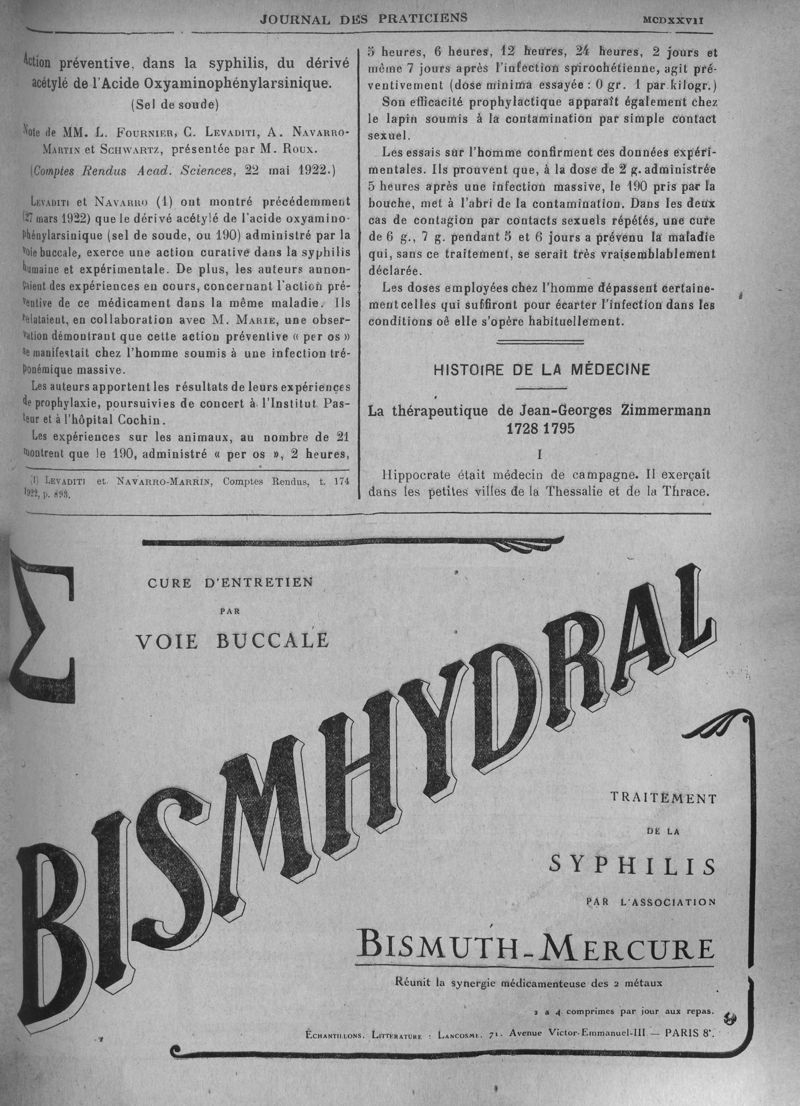 JOURNAL DES PRATICIENS
MCDXXVII
Action préventive, dans la syphilis, du dérivé
acétylé de l'Acide Oxyaminophénylarsinique.
(Sel de soude)
Note de MM. L. FOURNIER, C. LEVADITI, A. NAVARRO-
MARTIN et SCHWARTZ, présentée par M. ROUX.
(Comptes Rendus Acad. Sciences, 22 mai 1922.)
LEVADITI et NAVARRO (1) ont montré précédemment
(27 mars 1922) que le dérivé acétylé de l'acide oxyamino-
phénylarsinique (sel de soude, ou 190) administré par la
voie buccale, exerce une action curative dans la syphilis
humaine et expérimentale. De plus, les auteurs annon-
çaient des expériences en cours, concernant l'action pré-
ventive de ce médicament dans la même maladie. Ils
relataient, en collaboration avec M. MARIE, une obser-
vation démontrant que cette action préventive « per os »
se manifestait chez l'homme soumis à une infection tré-
ponémique massive.
Les auteurs apportent les résultats de leurs expériences
de prophylaxie, poursuivies de concert à l'Institut Pas-
teur et à l'hôpital Cochin.
Les expériences sur les animaux, au nombre de 21
montrent que le 190, administré « per os », 2 heures,
(1) LEVADITI et NAVARRO-MARRIN, Comptes Rendus, t. 174
1922, p. 893.
5 heures, 6 heures, 12 heures, 24 heures, 2 jours et
même 7 jours après l'infection spirochétienne, agit pré-
ventivement (dose minima essayée : 0 gr. 1 par kilogr.)
Son efficacité prophylactique apparaît également chez
le lapin soumis à la contamination par simple contact
sexuel.
Les essais sur l'homme confirment ces données expéri-
mentales. Ils prouvent que, à la dose de 2 g. administrée
5 heures après une infection massive, le 190 pris par la
bouche, met à l'abri de la contamination. Dans les deux
cas de contagion par contacts sexuels répétés, une cure
de 6 g., 7 g. pendant 5 et 6 jours a prévenu la maladie
qui, sans ce traitement, se serait très vraisemblablement
déclarée.
Les doses employées chez l'homme dépassent certaine-
ment celles qui suffiront pour écarter l'infection dans les
conditions oê elle s'opère habituellement.
HISTOIRE DE LA MÉDECINE
La thérapeutique de Jean-Georges Zimmermann
1728 1795
I
Hippocrate était médecin de campagne. Il exerçait
dans les petites villes de la Thessalie et de la Thrace.
Σ
CURE D'ENTRETIEN
PAR
VOIE BUCCALE
BISMHYDRAL
TRAITEMENT
DE LA
SYPHILIS
PAR L'ASSOCIATION
BISMUTH-MERCURE
Réunit la synergie médicamenteuse des 2 métaux
2 a 4 comprimes par jour aux repas.
ÉCHANTILLONS. LITTÉRATURE : LANCOSME, 71, Avenue Victor-Emmanuel-III — PARIS 8e.